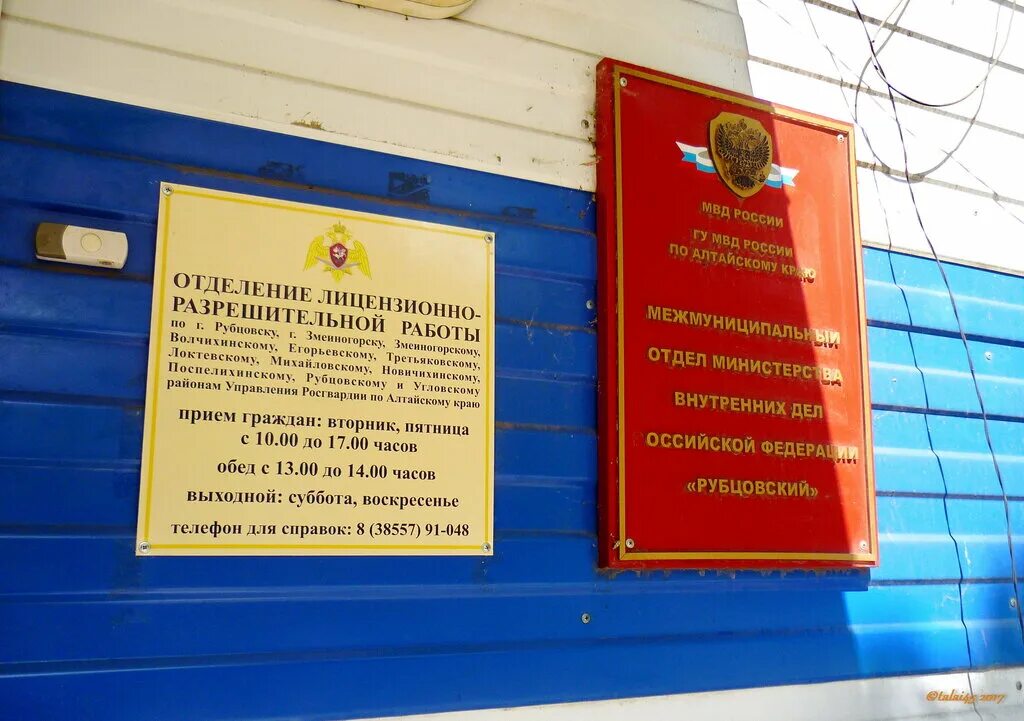 ОТДЕЛЕНИЕ ЛИЦЕНЗИОННО-
РАЗРЕШИТЕЛЬНОЙ РАБОТЫ
по г. Рубцовску, г. Змеиногорску, Змеиногорскому,
Волчихинскому, Егорьевскому, Третьяковскому,
Локтевскому, Михайловскому, Новичихинскому,
Поспелихинскому, Рубцовскому и Угловскому
районам Управления Росгвардии по Алтайскому краю
прием граждан: вторник, пятница
с 10.00 до 17.00 часов
обед с 13.00 до 14.00 часов
выходной: суббота, воскресенье
телефон для справок: 8 (38557) 91-048
МВД РОССИИ
ГУ МВД РОССИИ
ПО АЛТАЙСКОМУ КРАЮ
МЕЖМУНИЦИПАЛЬНЫЙ
ОТДЕЛ МИНИСТЕРСТВА
ВНУТРЕННИХ ДЕЛ
ОССИЙСКОЙ ФЕДЕРАЦИИ
«РУБЦОВСКИЙ»
©talai45 2017